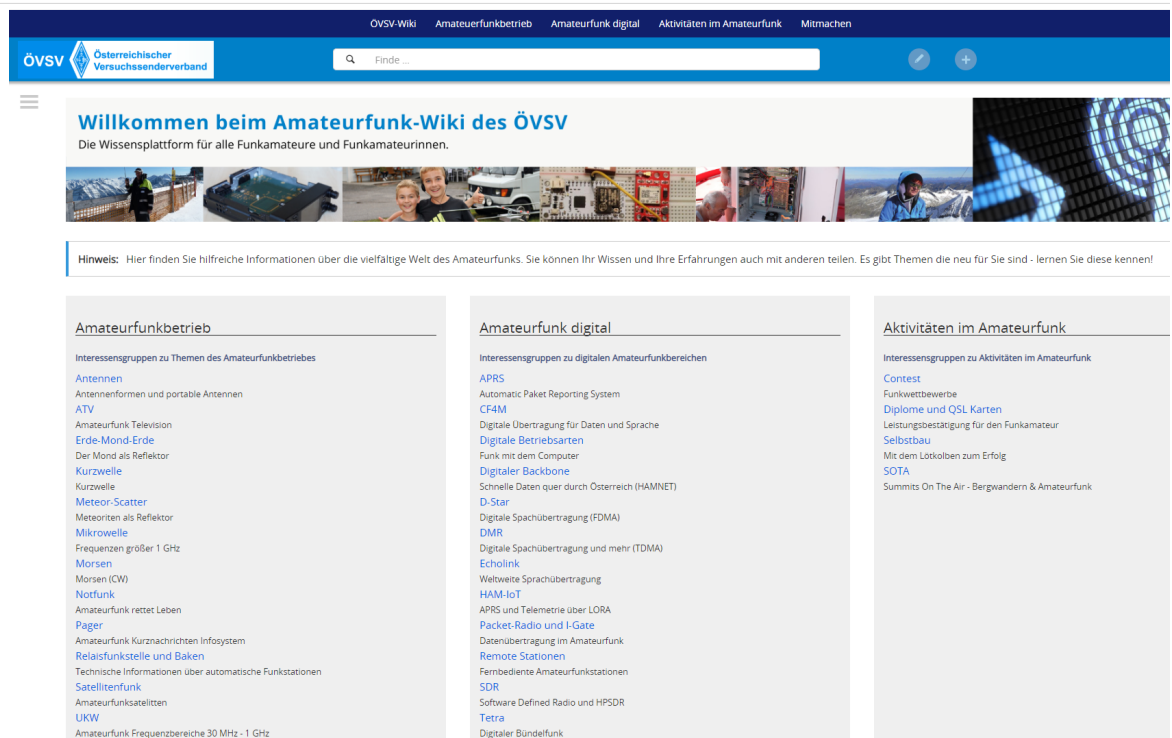 ÖVSV-Wiki Amateuerfunkbetrieb Amateurfunk digital Aktivitäten im Amateurfunk Mitmachen
ÖVSV Österreichischer
Versuchssenderverband
Finde ...
Willkommen beim Amateurfunk-Wiki des ÖVSV
Die Wissensplattform für alle Funkamateure und Funkamateurinnen.
Hinweis: Hier finden Sie hilfreiche Informationen über die vielfältige Welt des Amateurfunks. Sie können Ihr Wissen und Ihre Erfahrungen auch mit anderen teilen. Es gibt Themen die neu für Sie sind - lernen Sie diese kennen!
Amateurfunkbetrieb
Interessensgruppen zu Themen des Amateurfunkbetriebes
Antennen
Antennenformen und portable Antennen
ATV
Amateurfunk Television
Erde-Mond-Erde
Der Mond als Reflektor
Kurzwelle
Kurzwelle
Meteor-Scatter
Meteoriten als Reflektor
Mikrowelle
Frequenzen größer 1 GHz
Morsen
Morsen (CW)
Notfunk
Amateurfunk rettet Leben
Pager
Amateurfunk Kurznachrichten Infosystem
Relaisfunkstelle und Baken
Technische Informationen über automatische Funkstationen
Satellitenfunk
Amateurfunksatelitten
UKW
Amateurfunk Frequenzbereiche 30 MHz - 1 GHz
Amateurfunk digital
Interessensgruppen zu digitalen Amateurfunkbereichen
APRS
Automatic Paket Reporting System
CF4M
Digitale Übertragung für Daten und Sprache
Digitale Betriebsarten
Funk mit dem Computer
Digitaler Backbone
Schnelle Daten quer durch Österreich (HAMNET)
D-Star
Digitale Spachübertragung (FDMA)
DMR
Digitale Spachübertragung und mehr (TDMA)
Echolink
Weltweite Sprachübertragung
HAM-IoT
APRS und Telemetrie über LORA
Packet-Radio und I-Gate
Datenübertragung im Amateurfunk
Remote Stationen
Fernbediente Amateurfunkstationen
SDR
Software Defined Radio und HPSDR
Tetra
Digitaler Bündelfunk
Aktivitäten im Amateurfunk
Interessensgruppen zu Aktivitäten im Amateurfunk
Contest
Funkwettbewerbe
Diplome und QSL Karten
Leistungsbestätigung für den Funkamateur
Selbstbau
Mit dem Lötkolben zum Erfolg
SOTA
Summits On The Air - Bergwandern & Amateurfunk